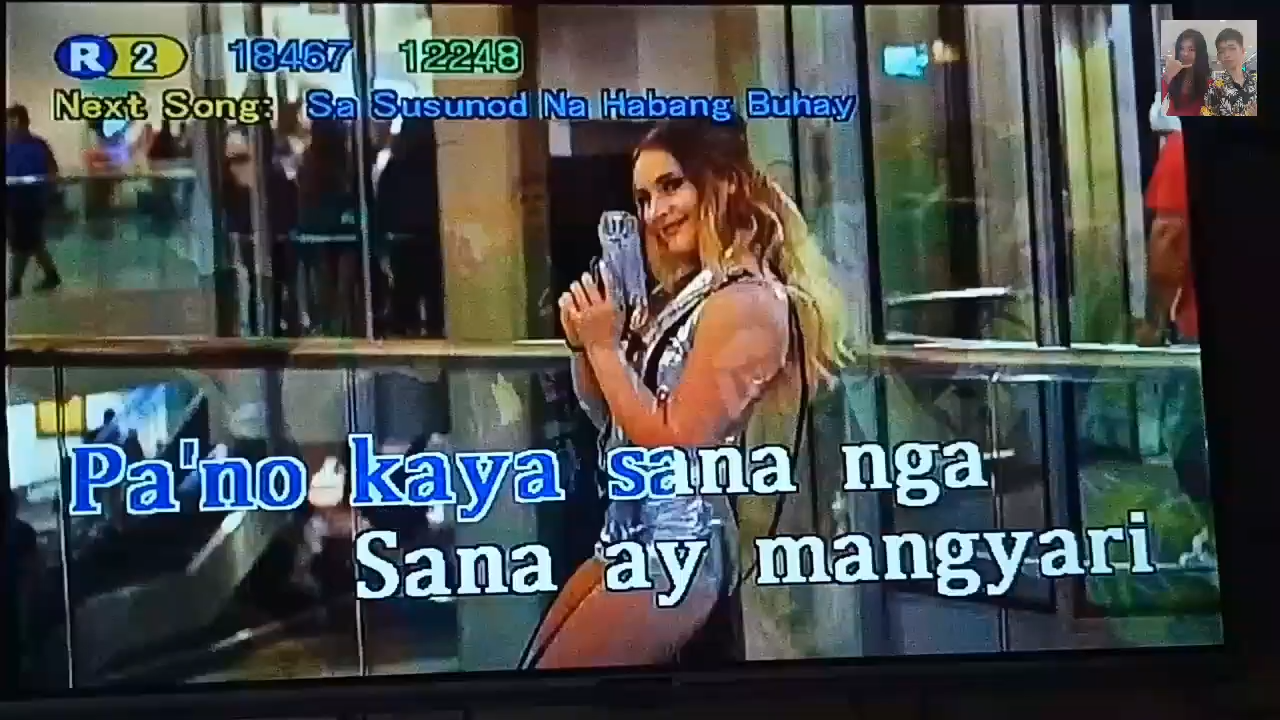 R 2 18467 12248
Next Song: Sa Susunod Na Habang Buhay
Pa'no kaya sana nga
Sana ay mangyari